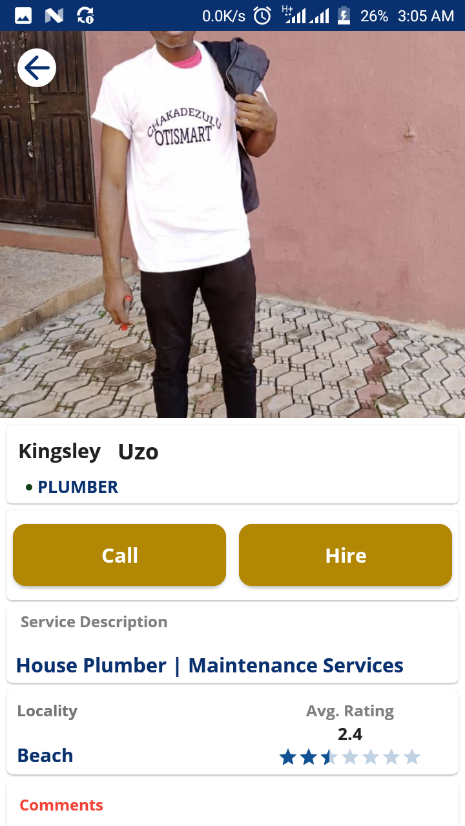 0.0K/s H+ 26% 3:05 AM
CHAKADEZULU
OTISMART
Kingsley Uzo
• PLUMBER
Call Hire
Service Description
House Plumber | Maintenance Services
Locality Avg. Rating
2.4
Beach
Comments